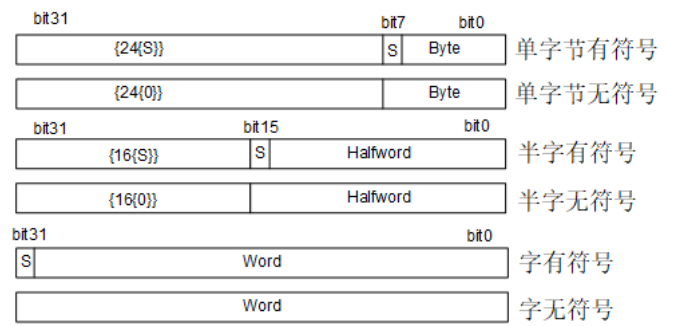 bit31 bit7 bit0
{24{S}} S Byte 单字节有符号
{24{0}} Byte 单字节无符号
bit31 bit15 bit0
{16{S}} S Halfword 半字有符号
{16{0}} Halfword 半字无符号
bit31 bit0
S Word 字有符号
Word 字无符号